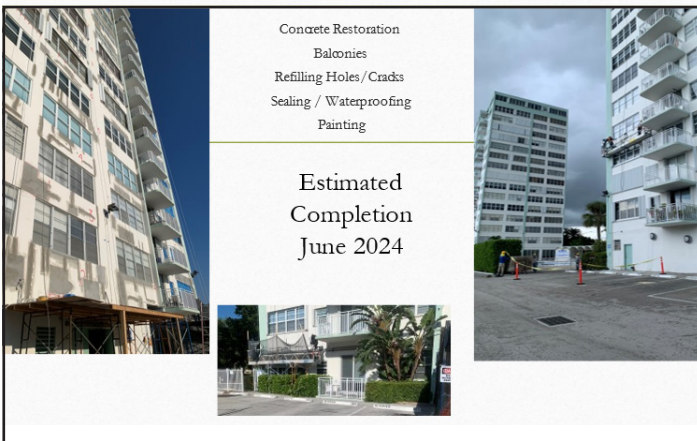 Concrete Restoration
Balconies
Refilling Holes/Cracks
Sealing / Waterproofing
Painting
Estimated
Completion
June 2024